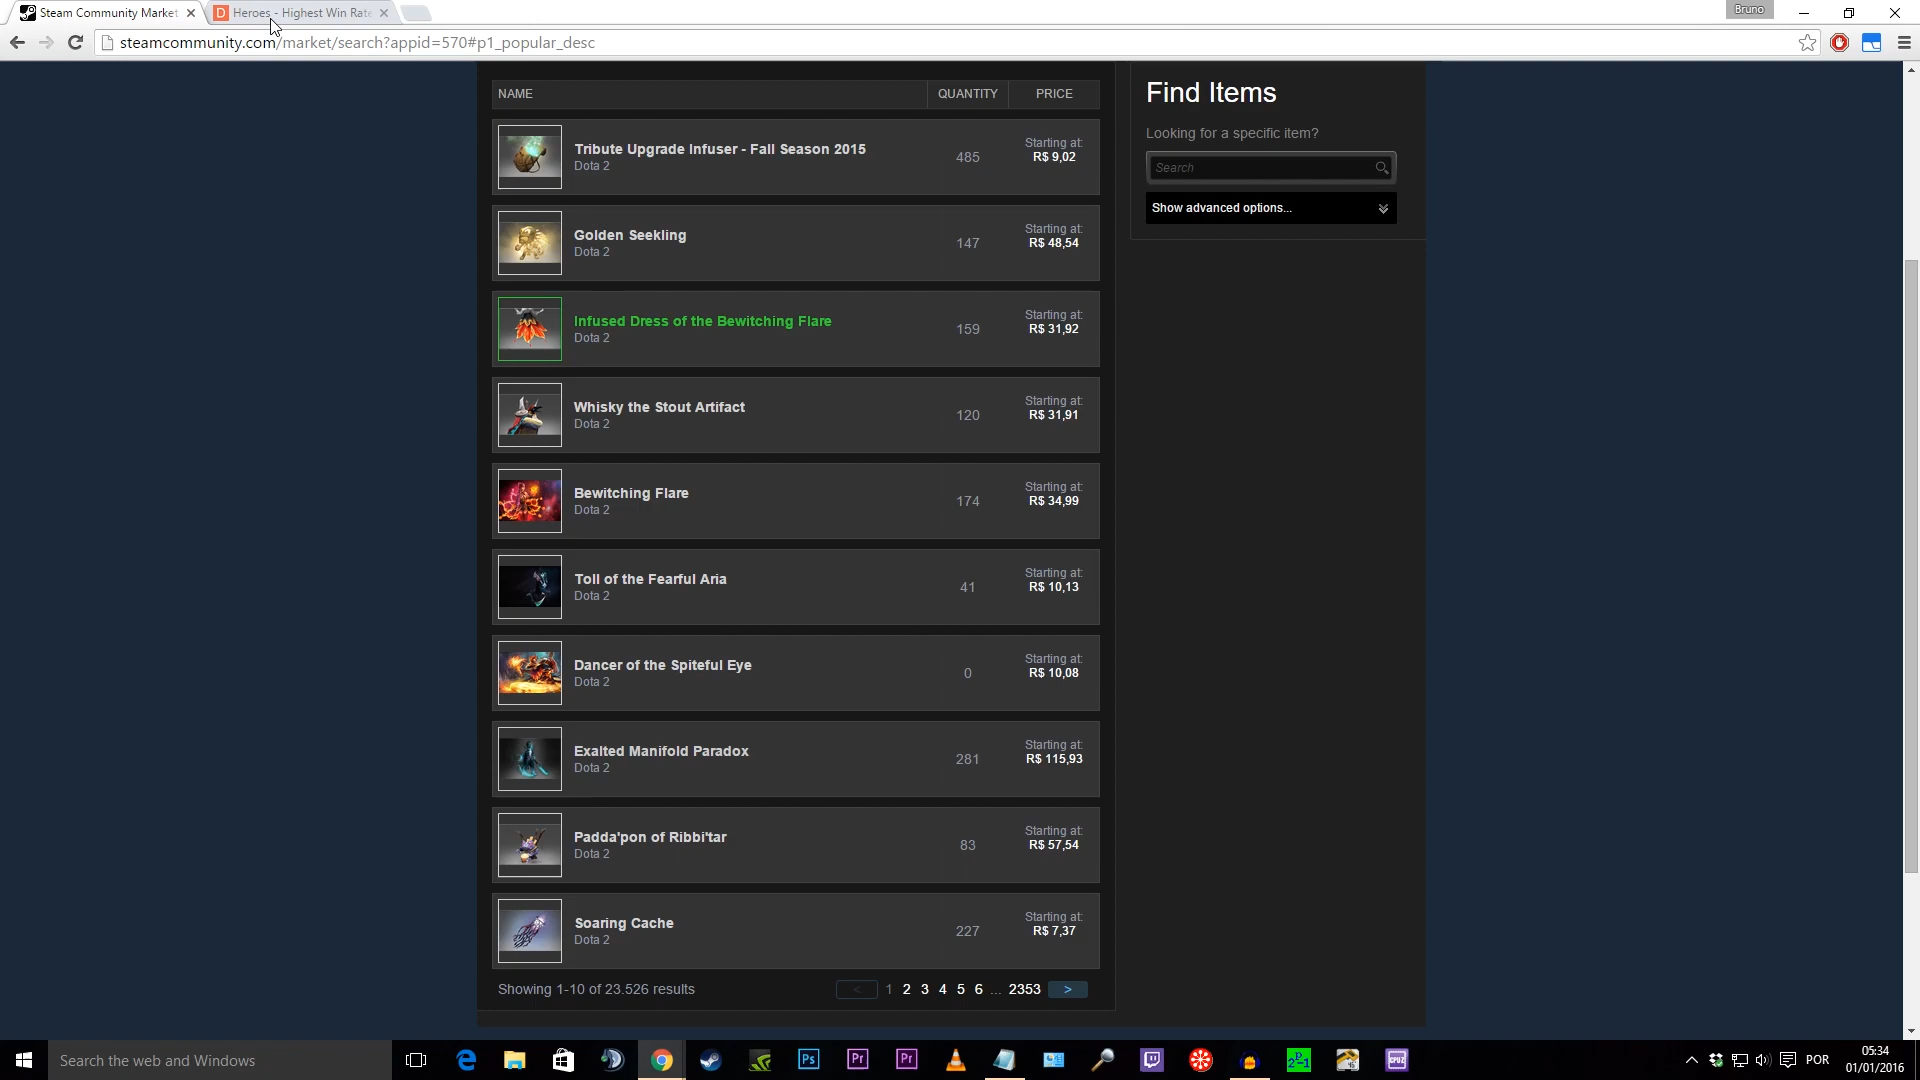 Steam Community Market
Heroes - Highest Win Rate
Bruno
steamcommunity.com/market/search?appid=570#p1_popular_desc
NAME
QUANTITY
PRICE
Find Items
Looking for a specific item?
Search
Show advanced options...
Tribute Upgrade Infuser - Fall Season 2015
Dota 2
485
Starting at:
R$ 9,02
Golden Seekling
Dota 2
147
Starting at:
R$ 48,54
Infused Dress of the Bewitching Flare
Dota 2
159
Starting at:
R$ 31,92
Whisky the Stout Artifact
Dota 2
120
Starting at:
R$ 31,91
Bewitching Flare
Dota 2
174
Starting at:
R$ 34,99
Toll of the Fearful Aria
Dota 2
41
Starting at:
R$ 10,13
Dancer of the Spiteful Eye
Dota 2
0
Starting at:
R$ 10,08
Exalted Manifold Paradox
Dota 2
281
Starting at:
R$ 115,93
Padda'pon of Ribbi'tar
Dota 2
83
Starting at:
R$ 57,54
Soaring Cache
Dota 2
227
Starting at:
R$ 7,37
Showing 1-10 of 23.526 results
< 1 2 3 4 5 6 ... 2353 >
Search the web and Windows
Ps
Pr
Pr
CPUZ
POR
05:34
01/01/2016